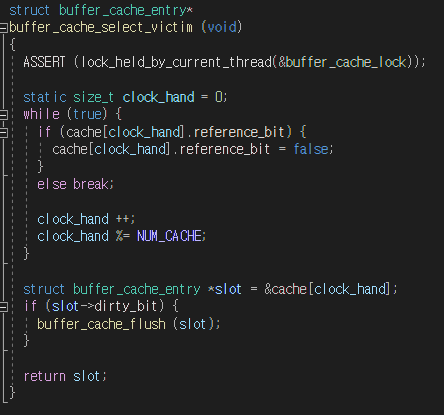 struct buffer_cache_entry*
buffer_cache_select_victim (void)
{
ASSERT (lock_held_by_current_thread(&buffer_cache_lock));
static size_t clock_hand = 0;
while (true) {
if (cache[clock_hand].reference_bit) {
cache[clock_hand].reference_bit = false;
}
else break;
clock_hand ++;
clock_hand %= NUM_CACHE;
}
struct buffer_cache_entry *slot = &cache[clock_hand];
if (slot->dirty_bit) {
buffer_cache_flush (slot);
}
return slot;
}